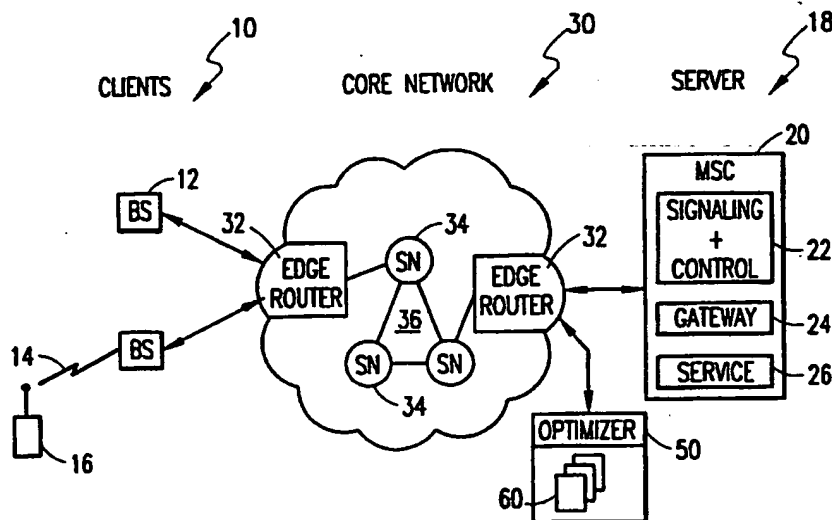 10
30
18
CLIENTS
CORE NETWORK
SERVER
20
MSC
12
BS
32
34
32
SIGNALING
+
CONTROL
22
EDGE
ROUTER
SN
EDGE
ROUTER
36
GATEWAY
24
14
BS
SN
SN
SERVICE
26
34
16
OPTIMIZER
50
60